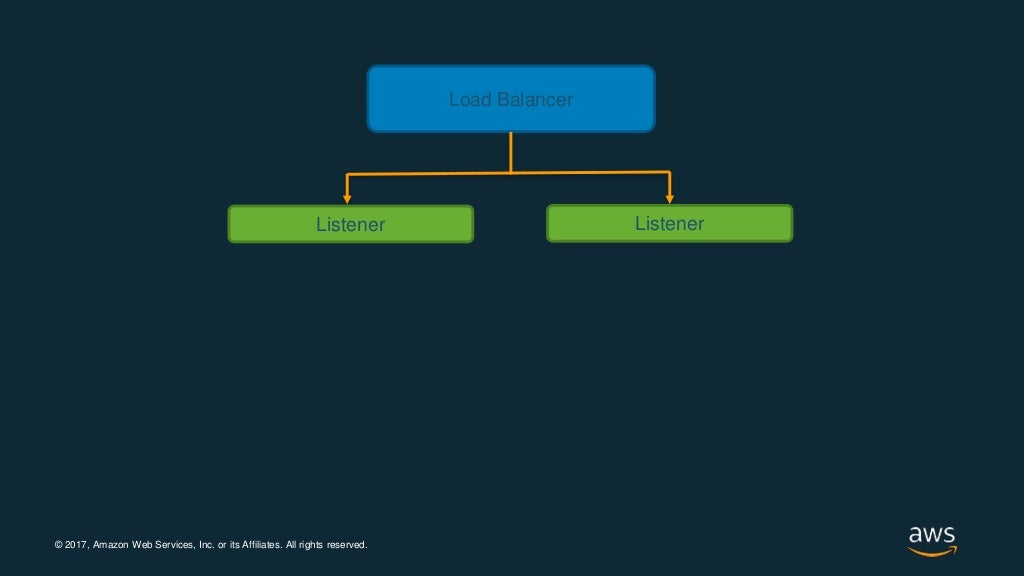 Load Balancer
Listener
Listener
© 2017, Amazon Web Services, Inc. or its Affiliates. All rights reserved.
aws